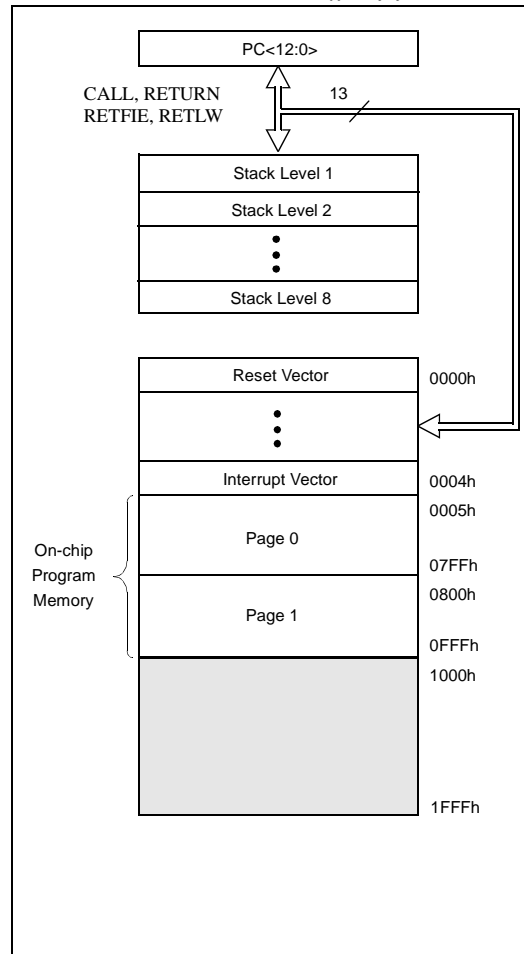 PC<12:0>
CALL, RETURN
RETFIE, RETLW
13
Stack Level 1
Stack Level 2
Stack Level 8
Reset Vector
0000h
Interrupt Vector
0004h
0005h
On-chip
Program
Memory
Page 0
07FFh
0800h
Page 1
0FFFh
1000h
1FFFh